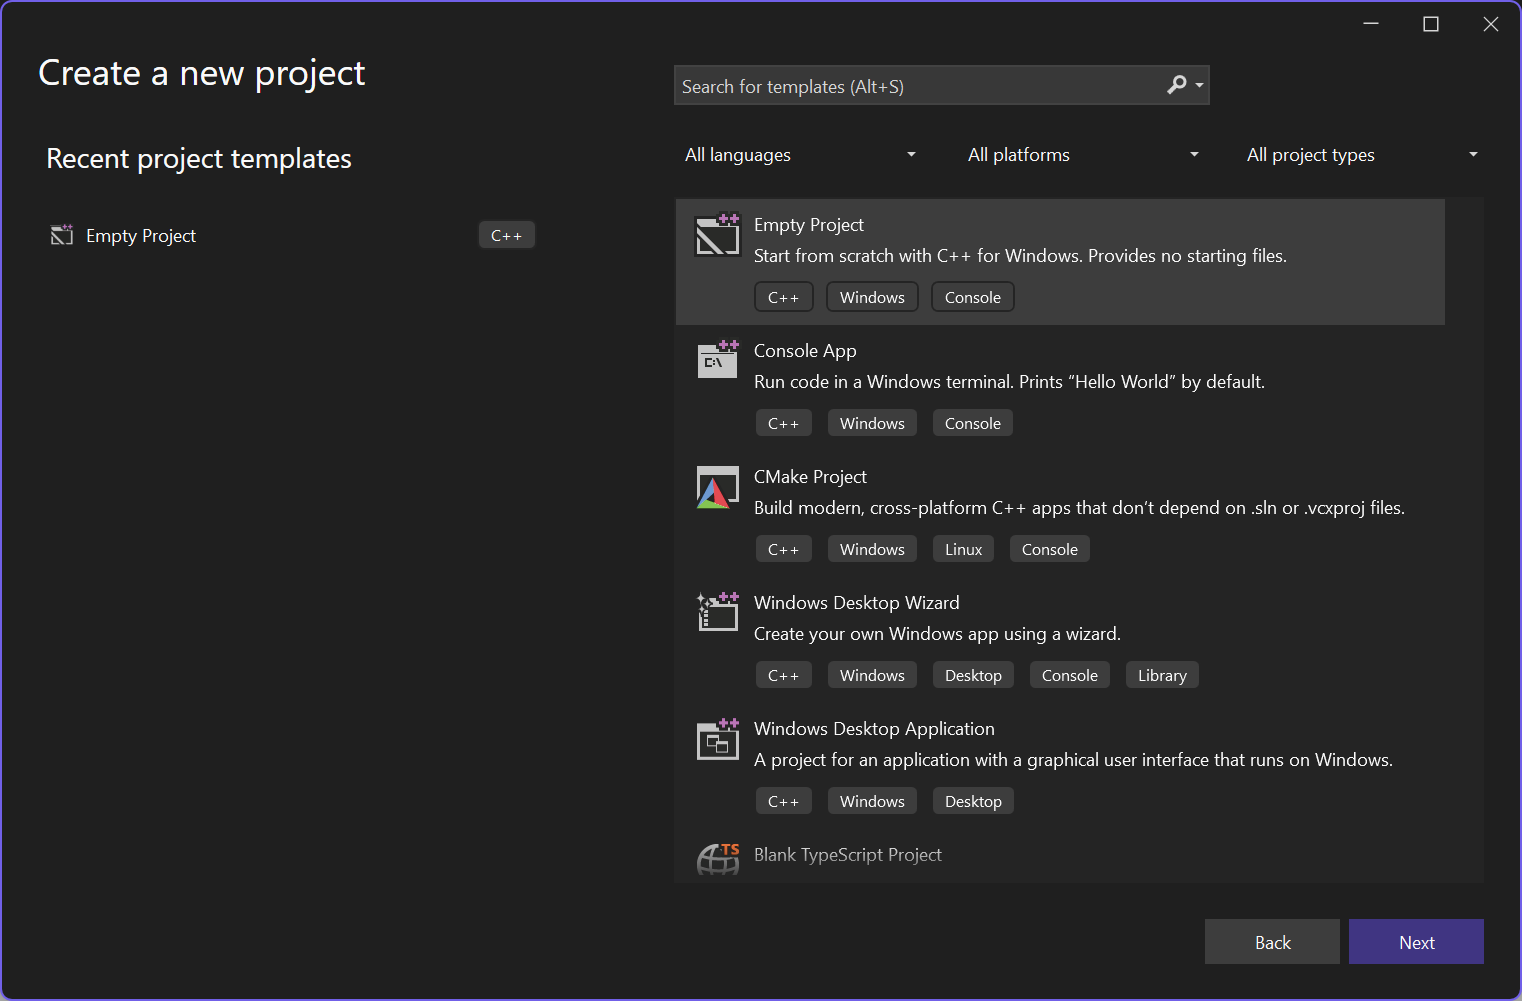 Create a new project
Search for templates (Alt+S)
Recent project templates
All languages
All platforms
All project types
Empty Project
C++
Empty Project
Start from scratch with C++ for Windows. Provides no starting files.
C++ Windows Console
C:\
Console App
Run code in a Windows terminal. Prints “Hello World” by default.
C++ Windows Console
CMake Project
Build modern, cross-platform C++ apps that don’t depend on .sln or .vcxproj files.
C++ Windows Linux Console
Windows Desktop Wizard
Create your own Windows app using a wizard.
C++ Windows Desktop Console Library
Windows Desktop Application
A project for an application with a graphical user interface that runs on Windows.
C++ Windows Desktop
TS
Blank TypeScript Project
Back
Next